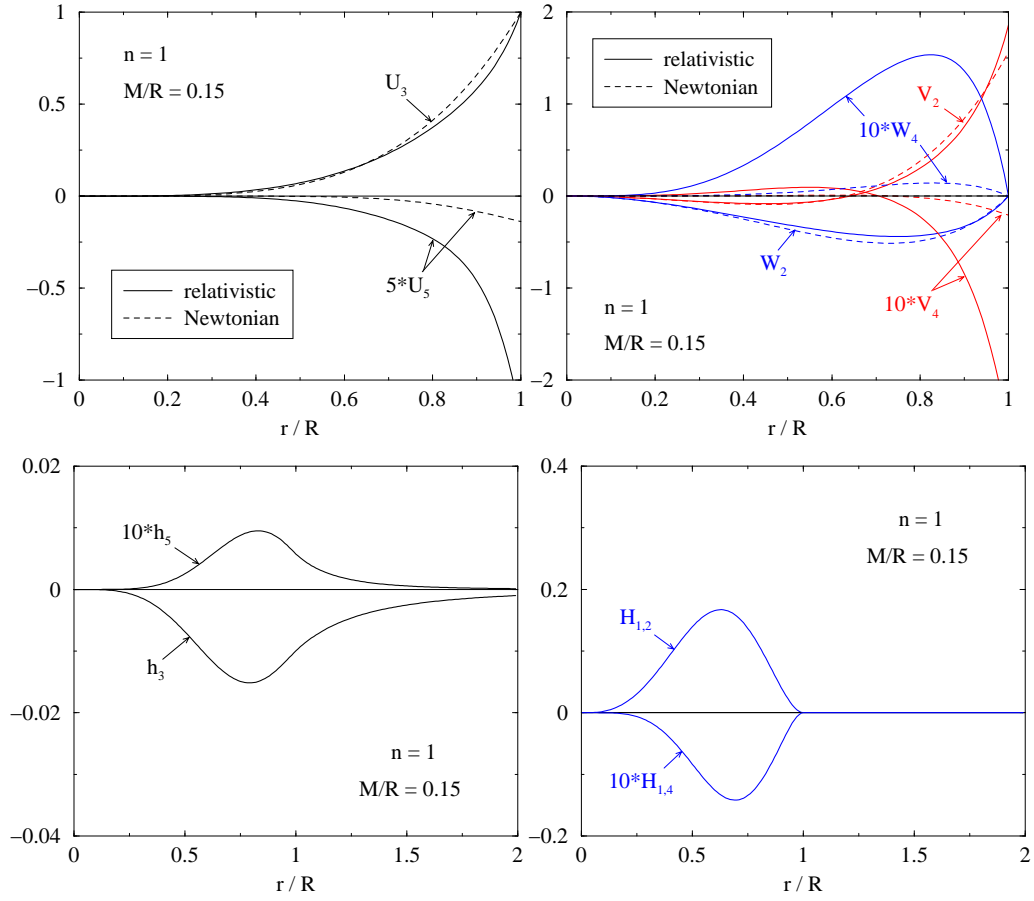 1
0.5
0
−0.5
−1
n = 1
M/R = 0.15
U3
5*U5
relativistic
Newtonian
0
0.2
0.4
0.6
0.8
1
r / R
2
1
0
−1
−2
relativistic
Newtonian
V2
10*W4
W2
10*V4
n = 1
M/R = 0.15
0
0.2
0.4
0.6
0.8
1
r / R
0.02
0
−0.02
−0.04
10*h5
h3
n = 1
M/R = 0.15
0
0.5
1
1.5
2
r / R
0.4
0.2
0
−0.2
n = 1
M/R = 0.15
H1,2
10*H1,4
0
0.5
1
1.5
2
r / R